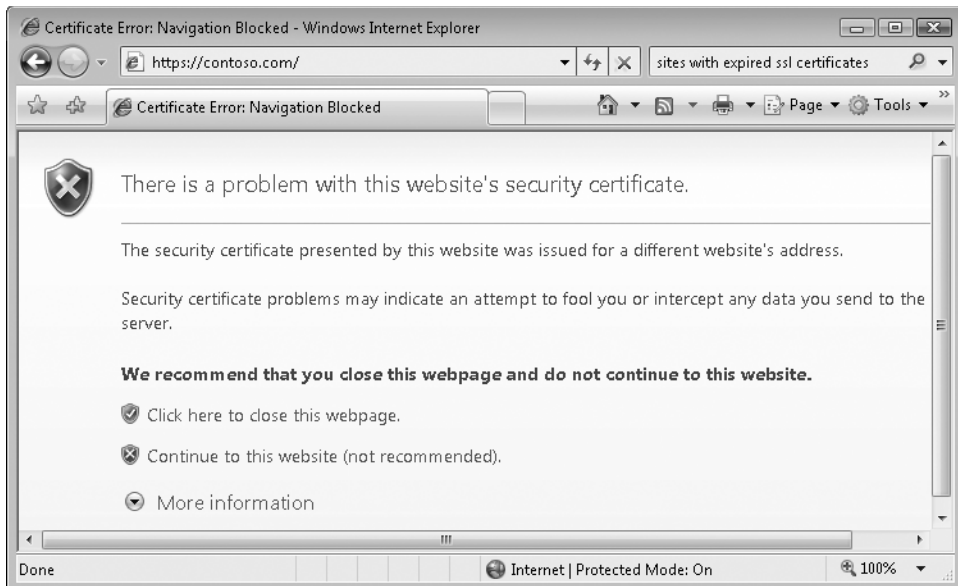 Certificate Error: Navigation Blocked - Windows Internet Explorer
https://contoso.com/
sites with expired ssl certificates
Certificate Error: Navigation Blocked
Page
Tools
There is a problem with this website's security certificate.
The security certificate presented by this website was issued for a different website's address.
Security certificate problems may indicate an attempt to fool you or intercept any data you send to the
server.
We recommend that you close this webpage and do not continue to this website.
Click here to close this webpage.
Continue to this website (not recommended).
More information
Done
Internet | Protected Mode: On
100%